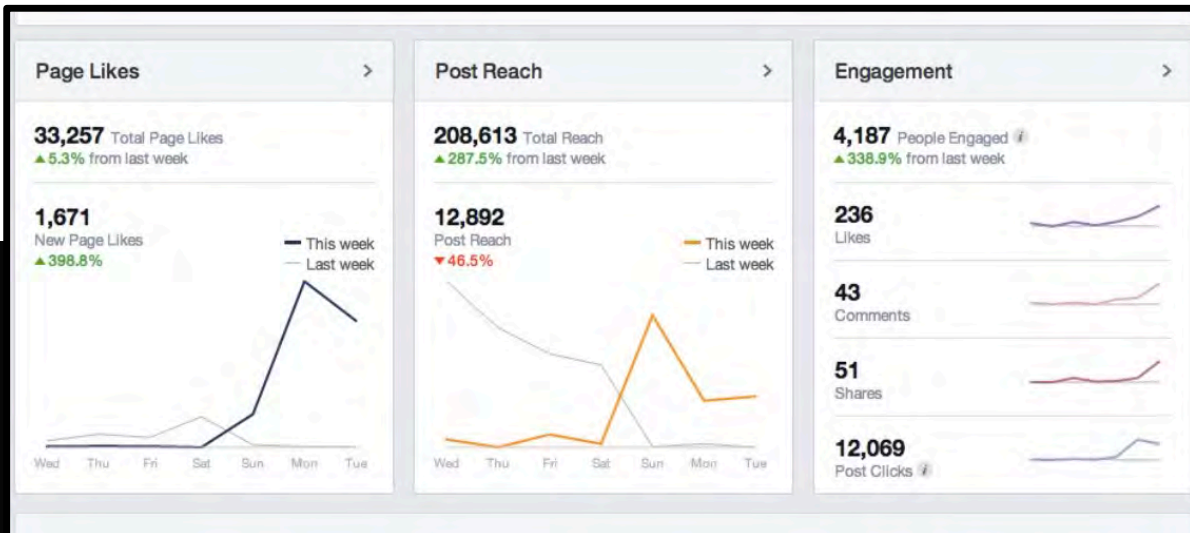 Page Likes >
33,257 Total Page Likes
▲ 5.3% from last week
1,671
New Page Likes
▲ 398.8%
This week
Last week
Wed Thu Fri Sat Sun Mon Tue
Post Reach >
208,613 Total Reach
▲ 287.5% from last week
12,892
Post Reach
▼ 46.5%
This week
Last week
Wed Thu Fri Sat Sun Mon Tue
Engagement >
4,187 People Engaged i
▲ 338.9% from last week
236
Likes
43
Comments
51
Shares
12,069
Post Clicks i